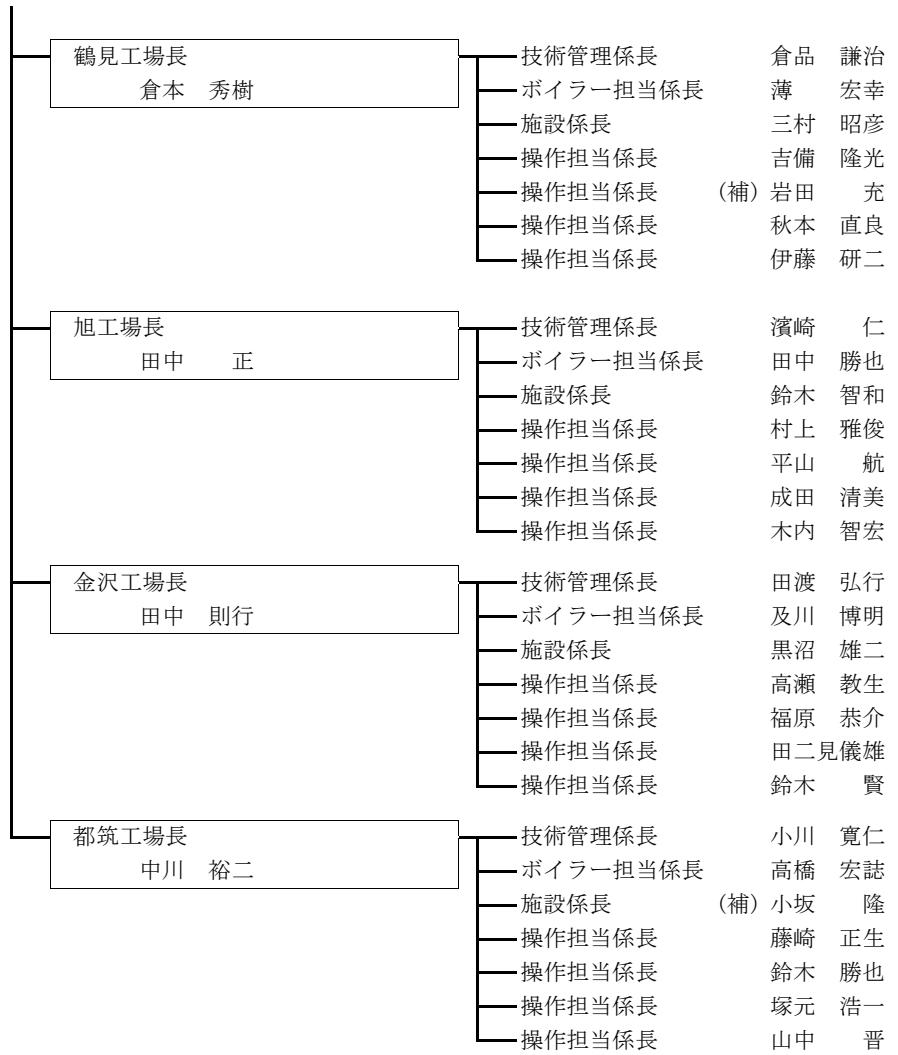 鶴見工場長
倉本　秀樹
技術管理係長　倉品　謙治
ボイラー担当係長　薄　宏幸
施設係長　三村　昭彦
操作担当係長　吉備　隆光
操作担当係長　（補）岩田　充
操作担当係長　秋本　直良
操作担当係長　伊藤　研二
旭工場長
田中　正
技術管理係長　濱崎　仁
ボイラー担当係長　田中　勝也
施設係長　鈴木　智和
操作担当係長　村上　雅俊
操作担当係長　平山　航
操作担当係長　成田　清美
操作担当係長　木内　智宏
金沢工場長
田中　則行
技術管理係長　田渡　弘行
ボイラー担当係長　及川　博明
施設係長　黒沼　雄二
操作担当係長　高瀬　教生
操作担当係長　福原　恭介
操作担当係長　田二見儀雄
操作担当係長　鈴木　賢
都筑工場長
中川　裕二
技術管理係長　小川　寛仁
ボイラー担当係長　高橋　宏誌
施設係長　（補）小坂　隆
操作担当係長　藤崎　正生
操作担当係長　鈴木　勝也
操作担当係長　塚元　浩一
操作担当係長　山中　晋